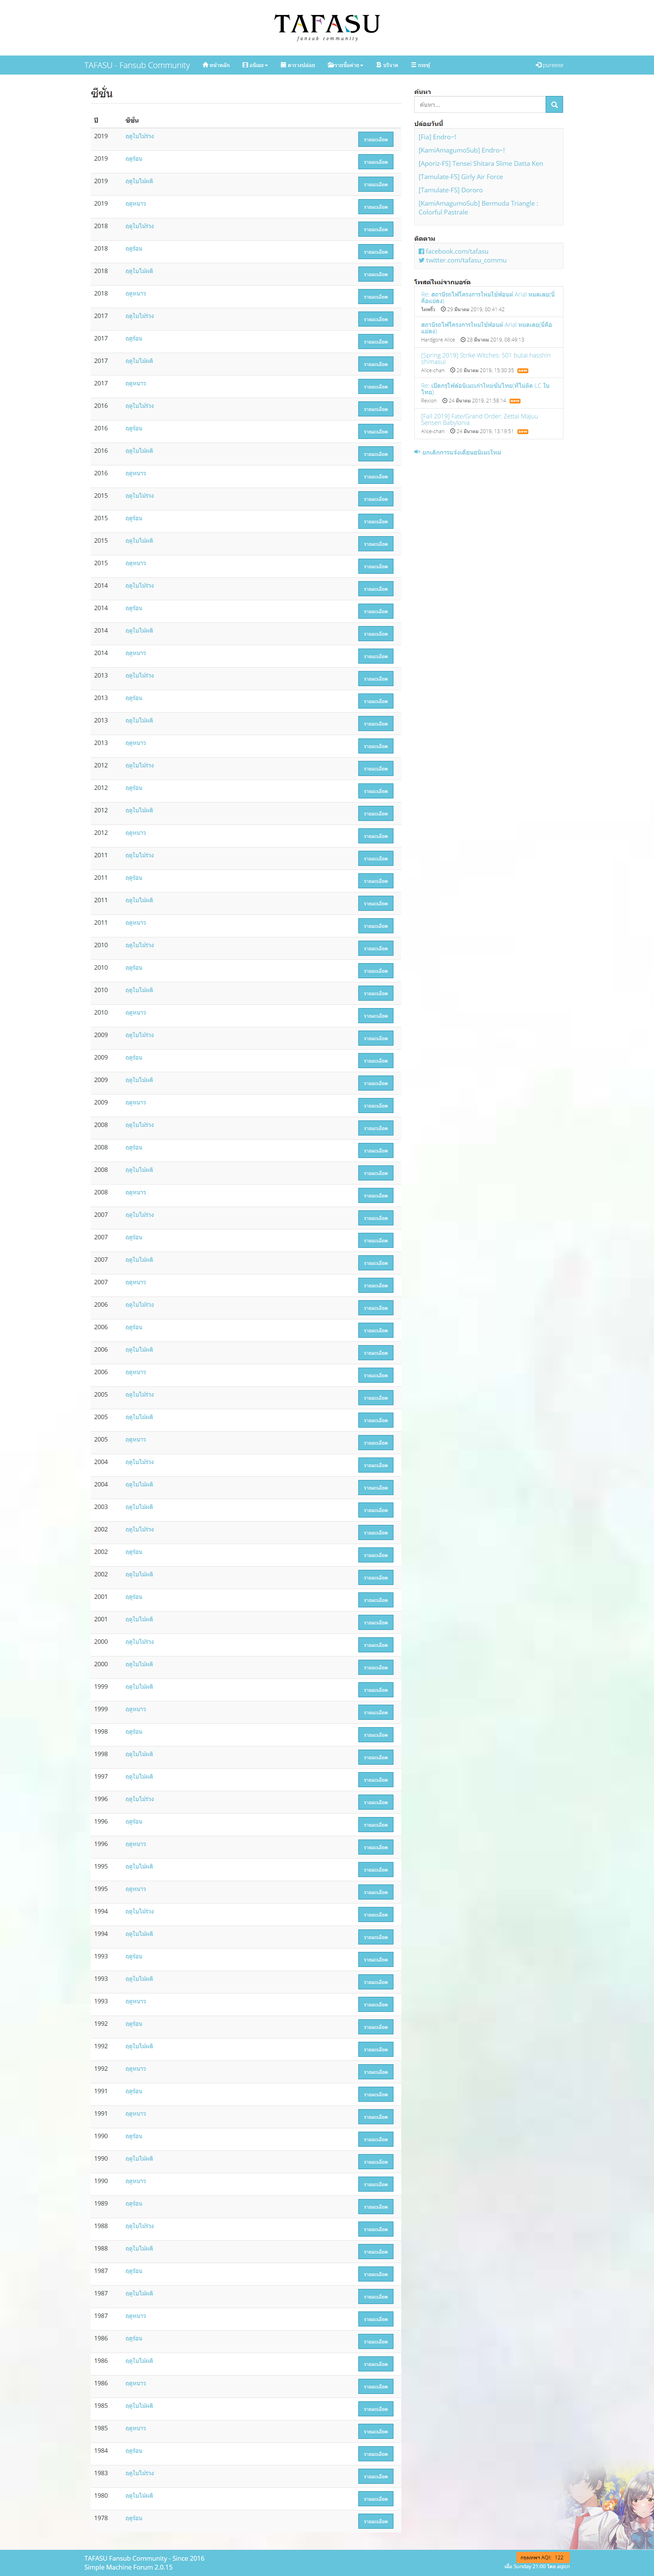 TAFASU
fansub community
TAFASU - Fansub Community
หน้าหลัก
อนิเมะ
ตารางปล่อย
รายชื่อค่าย
บริจาค
กระทู้
pureexe
ซีซั่น
ปี ซีซั่น
2019 ฤดูใบไม้ร่วง รายละเอียด
2019 ฤดูร้อน รายละเอียด
2019 ฤดูใบไม้ผลิ รายละเอียด
2019 ฤดูหนาว รายละเอียด
2018 ฤดูใบไม้ร่วง รายละเอียด
2018 ฤดูร้อน รายละเอียด
2018 ฤดูใบไม้ผลิ รายละเอียด
2018 ฤดูหนาว รายละเอียด
2017 ฤดูใบไม้ร่วง รายละเอียด
2017 ฤดูร้อน รายละเอียด
2017 ฤดูใบไม้ผลิ รายละเอียด
2017 ฤดูหนาว รายละเอียด
2016 ฤดูใบไม้ร่วง รายละเอียด
2016 ฤดูร้อน รายละเอียด
2016 ฤดูใบไม้ผลิ รายละเอียด
2016 ฤดูหนาว รายละเอียด
2015 ฤดูใบไม้ร่วง รายละเอียด
2015 ฤดูร้อน รายละเอียด
2015 ฤดูใบไม้ผลิ รายละเอียด
2015 ฤดูหนาว รายละเอียด
2014 ฤดูใบไม้ร่วง รายละเอียด
2014 ฤดูร้อน รายละเอียด
2014 ฤดูใบไม้ผลิ รายละเอียด
2014 ฤดูหนาว รายละเอียด
2013 ฤดูใบไม้ร่วง รายละเอียด
2013 ฤดูร้อน รายละเอียด
2013 ฤดูใบไม้ผลิ รายละเอียด
2013 ฤดูหนาว รายละเอียด
2012 ฤดูใบไม้ร่วง รายละเอียด
2012 ฤดูร้อน รายละเอียด
2012 ฤดูใบไม้ผลิ รายละเอียด
2012 ฤดูหนาว รายละเอียด
2011 ฤดูใบไม้ร่วง รายละเอียด
2011 ฤดูร้อน รายละเอียด
2011 ฤดูใบไม้ผลิ รายละเอียด
2011 ฤดูหนาว รายละเอียด
2010 ฤดูใบไม้ร่วง รายละเอียด
2010 ฤดูร้อน รายละเอียด
2010 ฤดูใบไม้ผลิ รายละเอียด
2010 ฤดูหนาว รายละเอียด
2009 ฤดูใบไม้ร่วง รายละเอียด
2009 ฤดูร้อน รายละเอียด
2009 ฤดูใบไม้ผลิ รายละเอียด
2009 ฤดูหนาว รายละเอียด
2008 ฤดูใบไม้ร่วง รายละเอียด
2008 ฤดูร้อน รายละเอียด
2008 ฤดูใบไม้ผลิ รายละเอียด
2008 ฤดูหนาว รายละเอียด
2007 ฤดูใบไม้ร่วง รายละเอียด
2007 ฤดูร้อน รายละเอียด
2007 ฤดูใบไม้ผลิ รายละเอียด
2007 ฤดูหนาว รายละเอียด
2006 ฤดูใบไม้ร่วง รายละเอียด
2006 ฤดูร้อน รายละเอียด
2006 ฤดูใบไม้ผลิ รายละเอียด
2006 ฤดูหนาว รายละเอียด
2005 ฤดูใบไม้ร่วง รายละเอียด
2005 ฤดูใบไม้ผลิ รายละเอียด
2005 ฤดูหนาว รายละเอียด
2004 ฤดูใบไม้ร่วง รายละเอียด
2004 ฤดูใบไม้ผลิ รายละเอียด
2003 ฤดูใบไม้ผลิ รายละเอียด
2002 ฤดูใบไม้ร่วง รายละเอียด
2002 ฤดูร้อน รายละเอียด
2002 ฤดูใบไม้ผลิ รายละเอียด
2001 ฤดูร้อน รายละเอียด
2001 ฤดูใบไม้ผลิ รายละเอียด
2000 ฤดูใบไม้ร่วง รายละเอียด
2000 ฤดูใบไม้ผลิ รายละเอียด
1999 ฤดูใบไม้ผลิ รายละเอียด
1999 ฤดูหนาว รายละเอียด
1998 ฤดูร้อน รายละเอียด
1998 ฤดูใบไม้ผลิ รายละเอียด
1997 ฤดูใบไม้ผลิ รายละเอียด
1996 ฤดูใบไม้ร่วง รายละเอียด
1996 ฤดูร้อน รายละเอียด
1996 ฤดูหนาว รายละเอียด
1995 ฤดูใบไม้ผลิ รายละเอียด
1995 ฤดูหนาว รายละเอียด
1994 ฤดูใบไม้ร่วง รายละเอียด
1994 ฤดูใบไม้ผลิ รายละเอียด
1993 ฤดูร้อน รายละเอียด
1993 ฤดูใบไม้ผลิ รายละเอียด
1993 ฤดูหนาว รายละเอียด
1992 ฤดูร้อน รายละเอียด
1992 ฤดูใบไม้ผลิ รายละเอียด
1992 ฤดูหนาว รายละเอียด
1991 ฤดูร้อน รายละเอียด
1991 ฤดูหนาว รายละเอียด
1990 ฤดูร้อน รายละเอียด
1990 ฤดูใบไม้ผลิ รายละเอียด
1990 ฤดูหนาว รายละเอียด
1989 ฤดูร้อน รายละเอียด
1988 ฤดูใบไม้ร่วง รายละเอียด
1988 ฤดูใบไม้ผลิ รายละเอียด
1987 ฤดูร้อน รายละเอียด
1987 ฤดูใบไม้ผลิ รายละเอียด
1987 ฤดูหนาว รายละเอียด
1986 ฤดูร้อน รายละเอียด
1986 ฤดูใบไม้ผลิ รายละเอียด
1986 ฤดูหนาว รายละเอียด
1985 ฤดูใบไม้ผลิ รายละเอียด
1985 ฤดูหนาว รายละเอียด
1984 ฤดูร้อน รายละเอียด
1983 ฤดูใบไม้ร่วง รายละเอียด
1980 ฤดูใบไม้ผลิ รายละเอียด
1978 ฤดูร้อน รายละเอียด
ค้นหา
ค้นหา...
ปล่อยวันนี้
[Fia] Endro~!
[KamiAmagumoSub] Endro~!
[Aporiz-FS] Tensei Shitara Slime Datta Ken
[Tamulate-FS] Girly Air Force
[Tamulate-FS] Dororo
[KamiAmagumoSub] Bermuda Triangle :
Colorful Pastrale
ติดตาม
facebook.com/tafasu
twitter.com/tafasu_commu
โพสต์ใหม่จากบอร์ด
Re: สถานีรถไฟโครงการใหม่ใช้ฟอนต์ Arial หมดเลย(นี่
คือแสดง)
29 มีนาคม 2019, 00:41:42
สถานีรถไฟโครงการใหม่ใช้ฟอนต์ Arial หมดเลย(นี่คือ
แสดง)
Hardgore Alice 28 มีนาคม 2019, 08:49:13
[Spring 2019] Strike Witches: 501 butai hasshin
shimasu!
Alice-chan 26 มีนาคม 2019, 15:30:35
24 มีนาคม 2019, 21:58:14
[Fall 2019] Fate/Grand Order: Zettai Majuu
Sensen Babylonia
Alice-chan 24 มีนาคม 2019, 13:19:51
ยกเลิกการแจ้งเตือนอนิเมะใหม่
TAFASU Fansub Community - Since 2016
Simple Machine Forum 2.0.15
กรุงเทพฯ AQI: 122
เมื่อ Sunday 21:00 โดย aqicn